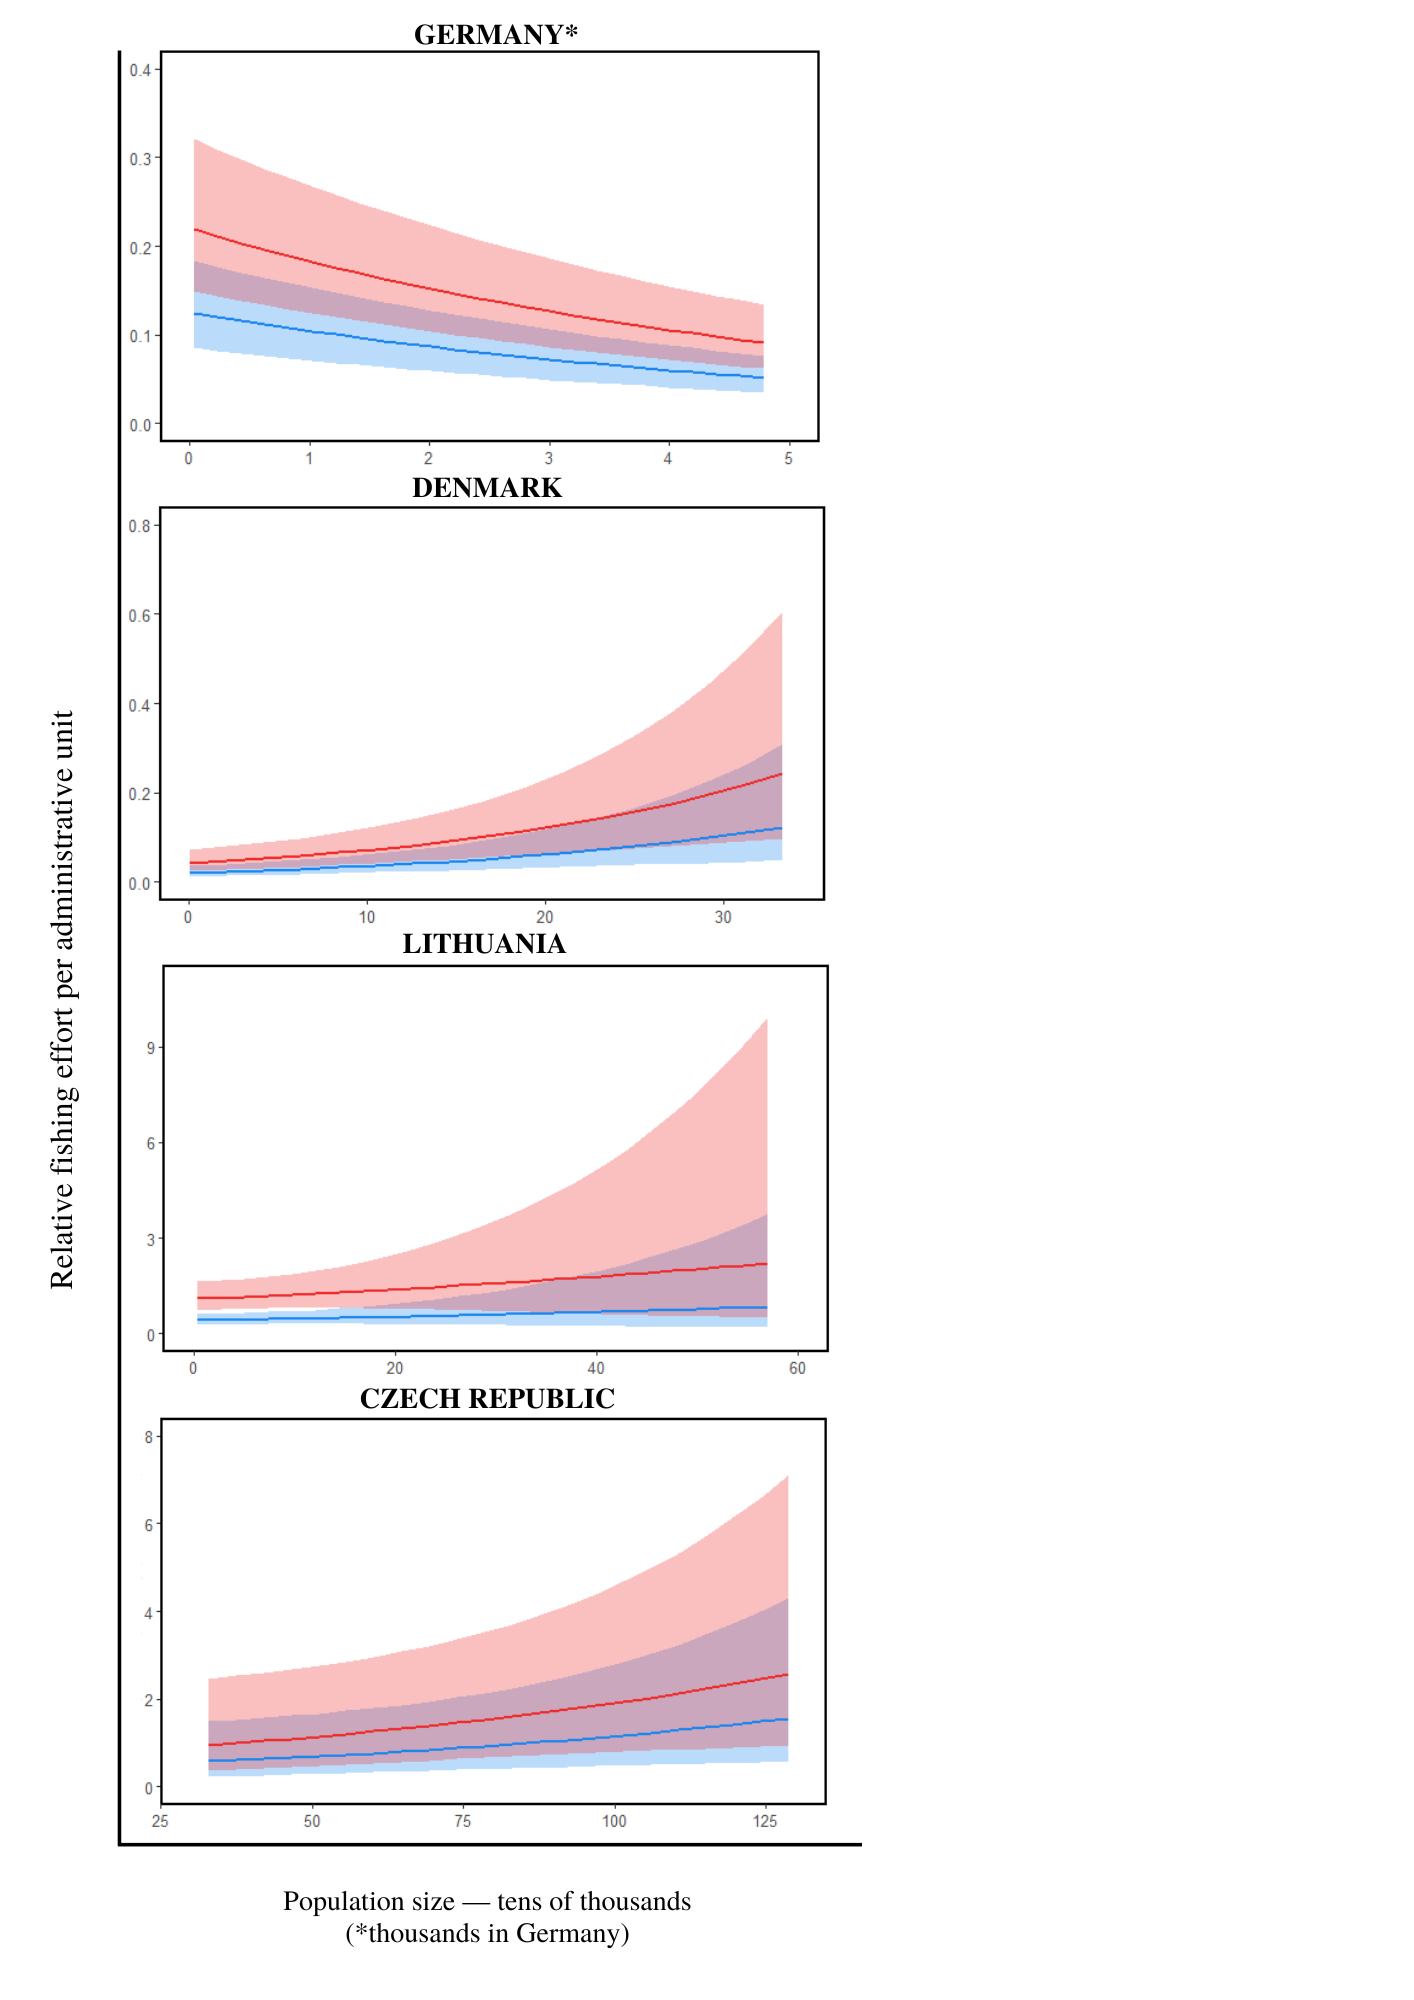 GERMANY*
0.4
0.3
0.2
0.1
0.0
0 1 2 3 4 5
DENMARK
0.8
0.6
0.4
0.2
0.0
0 10 20 30
LITHUANIA
9
6
3
0
0 20 40 60
CZECH REPUBLIC
8
6
4
2
0
25 50 75 100 125
Relative fishing effort per administrative unit
Population size — tens of thousands
(*thousands in Germany)